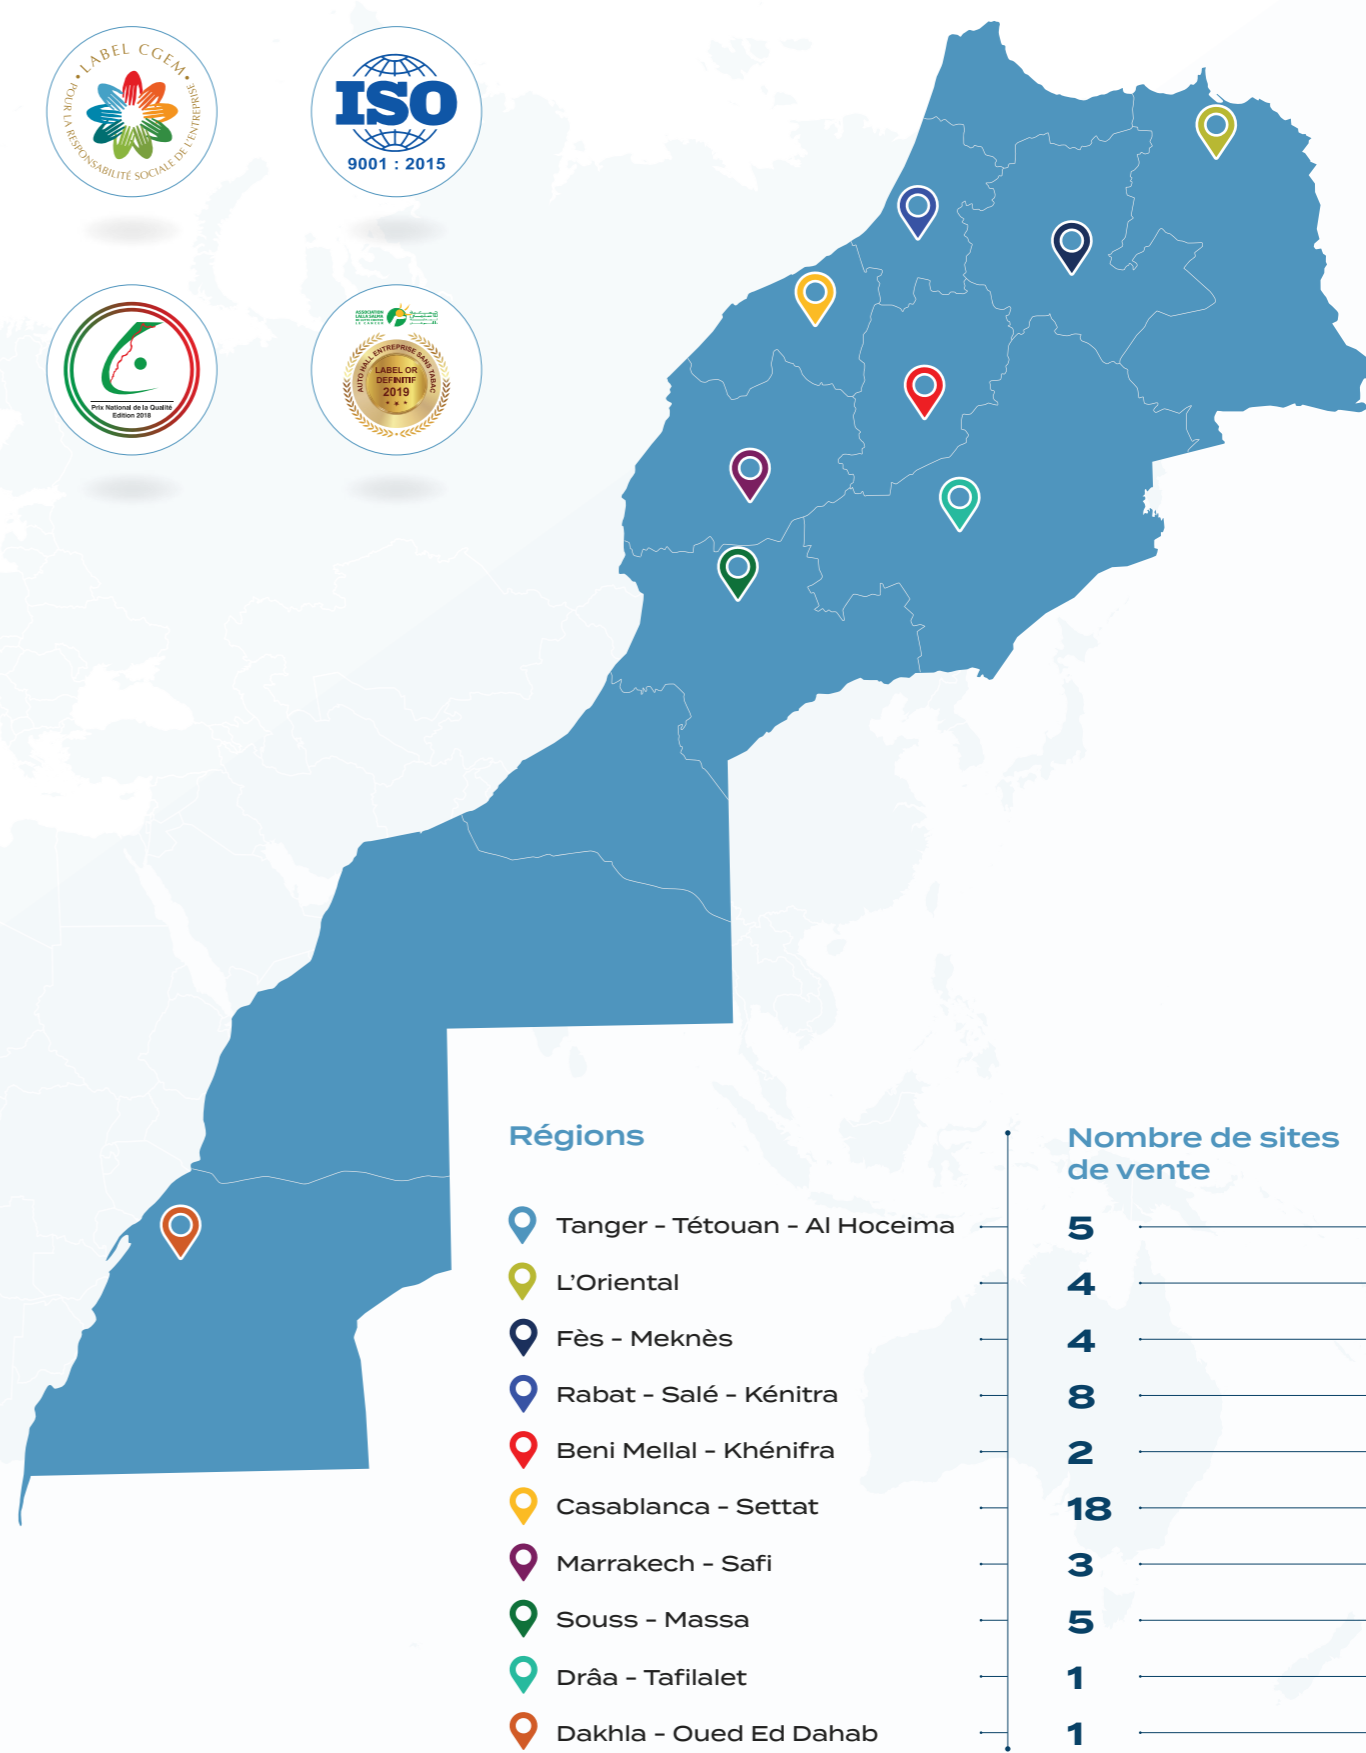 LABEL CGEM
POUR LA RESPONSABILITÉ SOCIALE DE L'ENTREPRISE
ISO
9001 : 2015
Prix National de la Qualité
Edition 2018
ASSOCIATION
LALLA SALMA
AUTO HALL ENTREPRISE SANS TABAC
LABEL OR
DEFINITIF
2019
Régions
Nombre de sites
de vente
Tanger - Tétouan - Al Hoceima 5
L'Oriental 4
Fès - Meknès 4
Rabat - Salé - Kénitra 8
Beni Mellal - Khénifra 2
Casablanca - Settat 18
Marrakech - Safi 3
Souss - Massa 5
Drâa - Tafilalet 1
Dakhla - Oued Ed Dahab 1